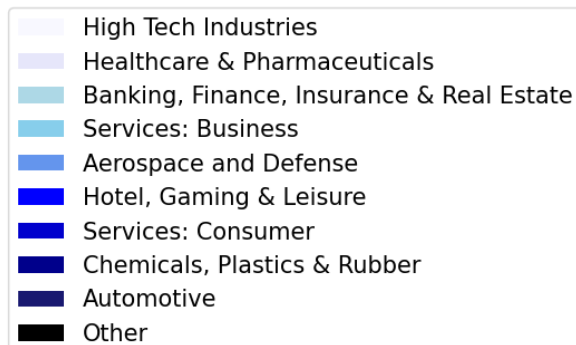 High Tech Industries
Healthcare & Pharmaceuticals
Banking, Finance, Insurance & Real Estate
Services: Business
Aerospace and Defense
Hotel, Gaming & Leisure
Services: Consumer
Chemicals, Plastics & Rubber
Automotive
Other